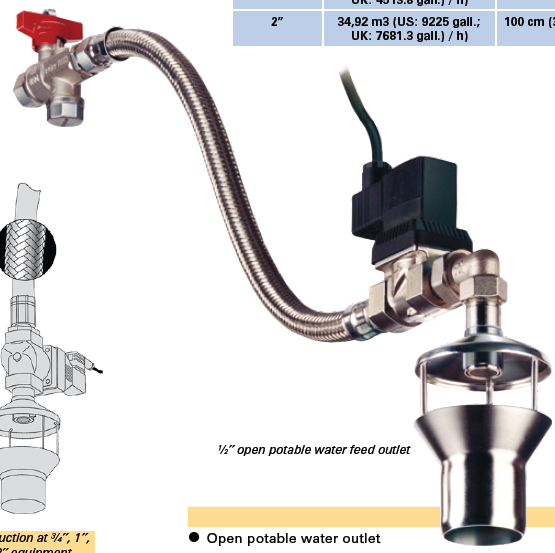 UK: 4513.8 gall.) / h)
2” 34,92 m3 (US: 9225 gall.; 100 cm (3
UK: 7681.3 gall.) / h)
½” open potable water feed outlet
uction at ¾”, 1”,
equipment
● Open potable water outlet